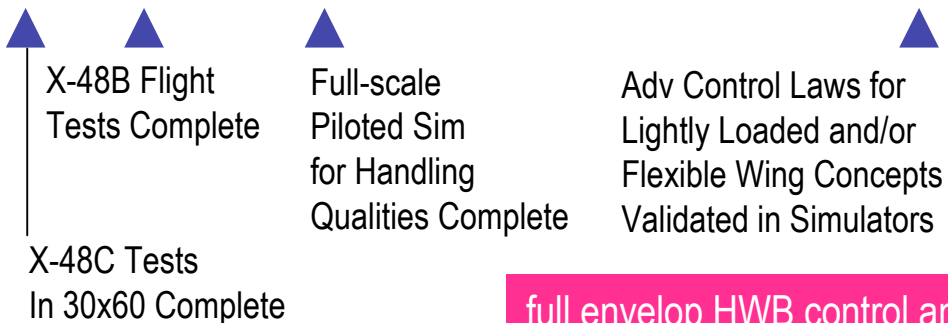 X-48B Flight
Tests Complete
Full-scale
Piloted Sim
for Handling
Qualities Complete
Adv Control Laws for
Lightly Loaded and/or
Flexible Wing Concepts
Validated in Simulators
X-48C Tests
In 30x60 Complete
full envelop HWB control